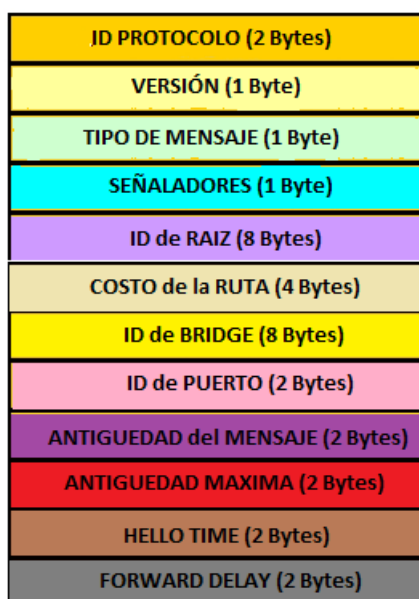 ID PROTOCOLO (2 Bytes)
VERSIÓN (1 Byte)
TIPO DE MENSAJE (1 Byte)
SEÑALADORES (1 Byte)
ID de RAIZ (8 Bytes)
COSTO de la RUTA (4 Bytes)
ID de BRIDGE (8 Bytes)
ID de PUERTO (2 Bytes)
ANTIGUEDAD del MENSAJE (2 Bytes)
ANTIGUEDAD MAXIMA (2 Bytes)
HELLO TIME (2 Bytes)
FORWARD DELAY (2 Bytes)